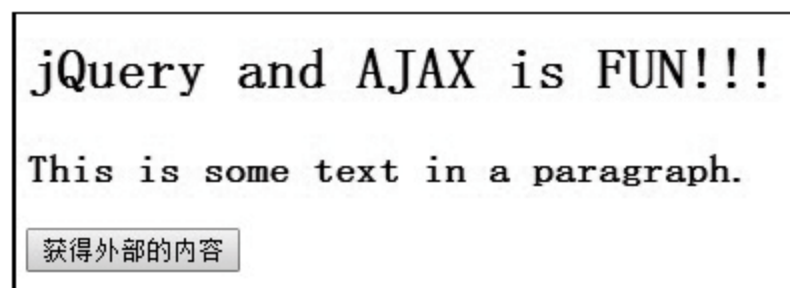 jQuery and AJAX is FUN!!!
This is some text in a paragraph.
获得外部的内容